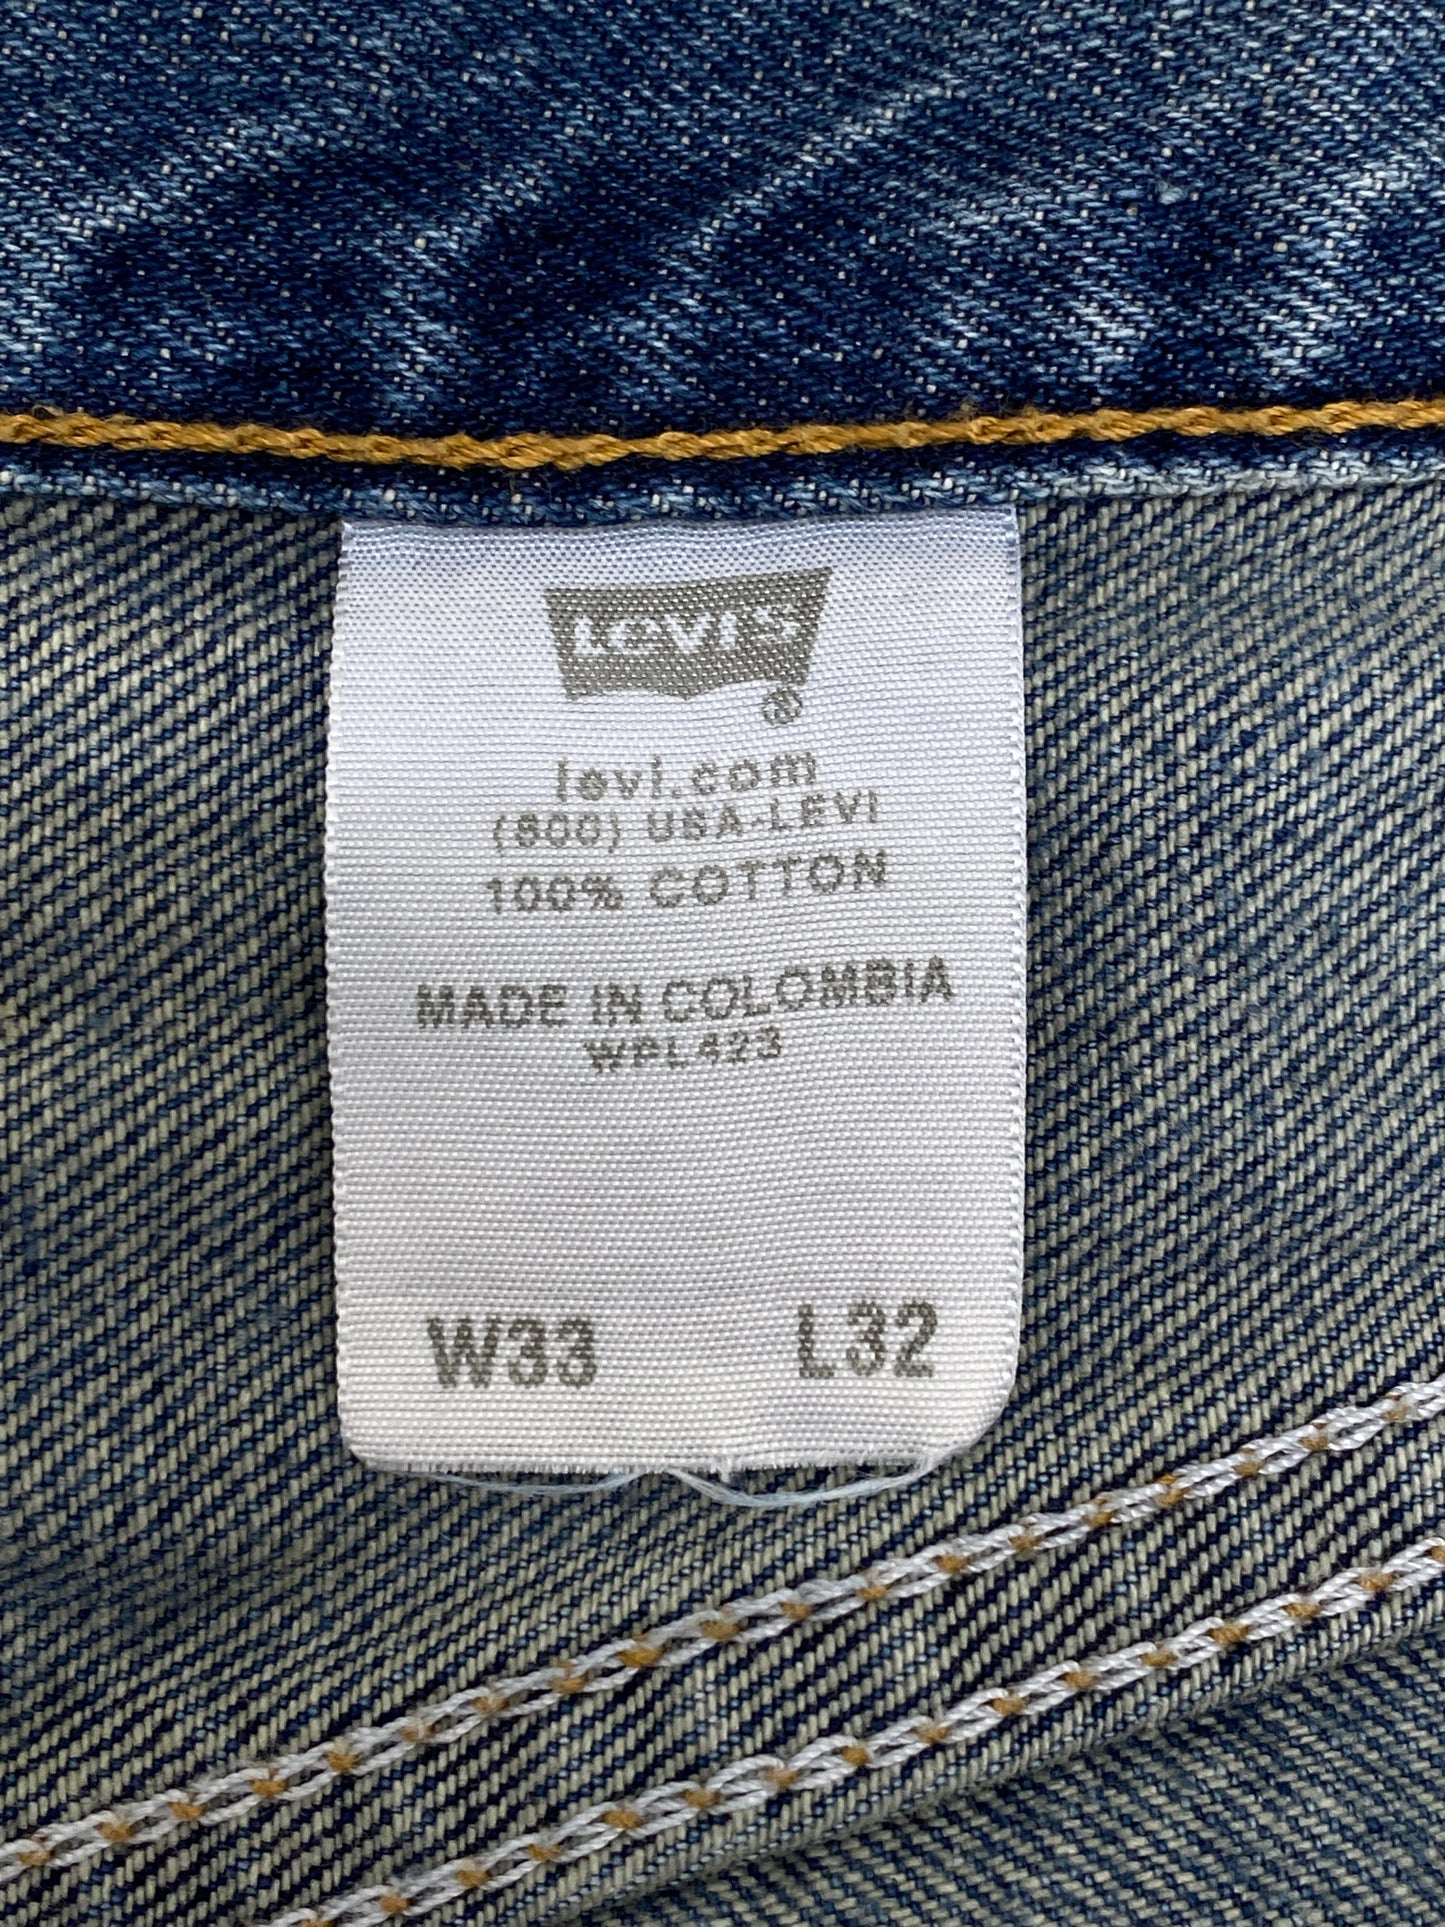 LEVI'S
®
levi.com
(800) USA-LEVI
100% COTTON
MADE IN COLOMBIA
WPL423
W33 L32